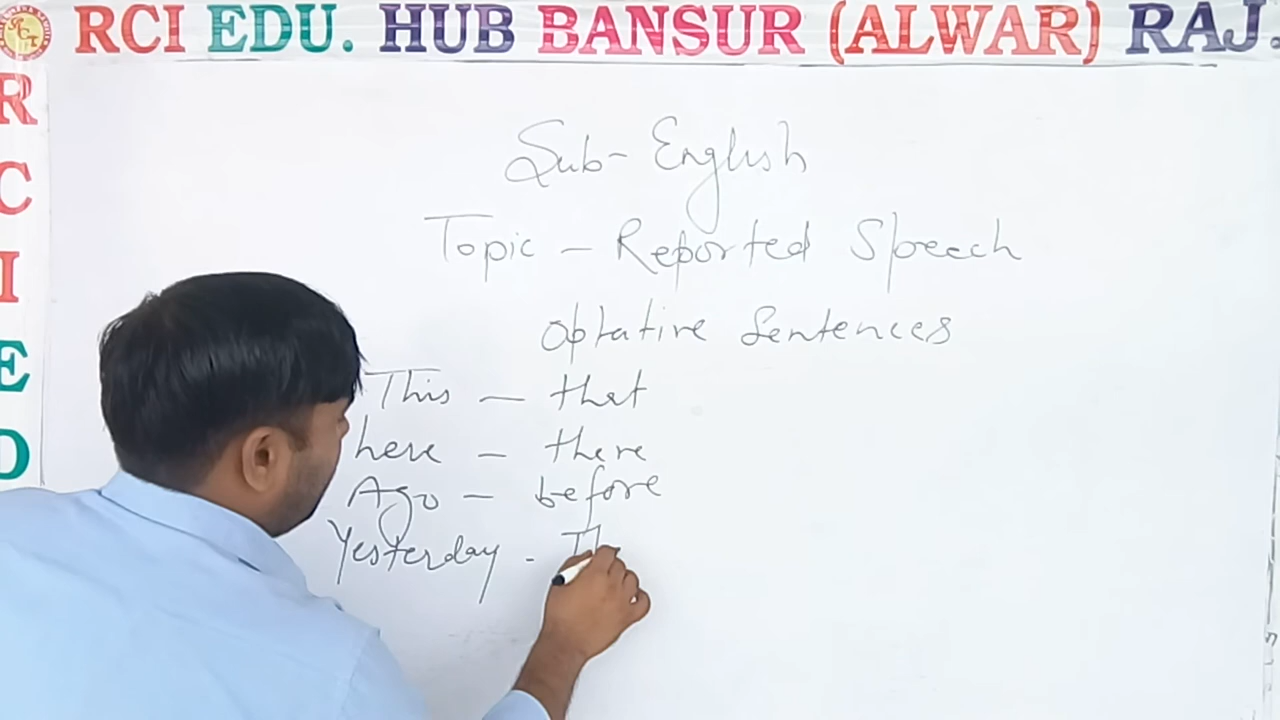 RCI EDU. HUB BANSUR (ALWAR) RAJ.
R
C
I
E
D
Sub- English
Topic - Reported Speech
Optative Sentences
This - that
here - there
Ago - before
Yesterday - Th